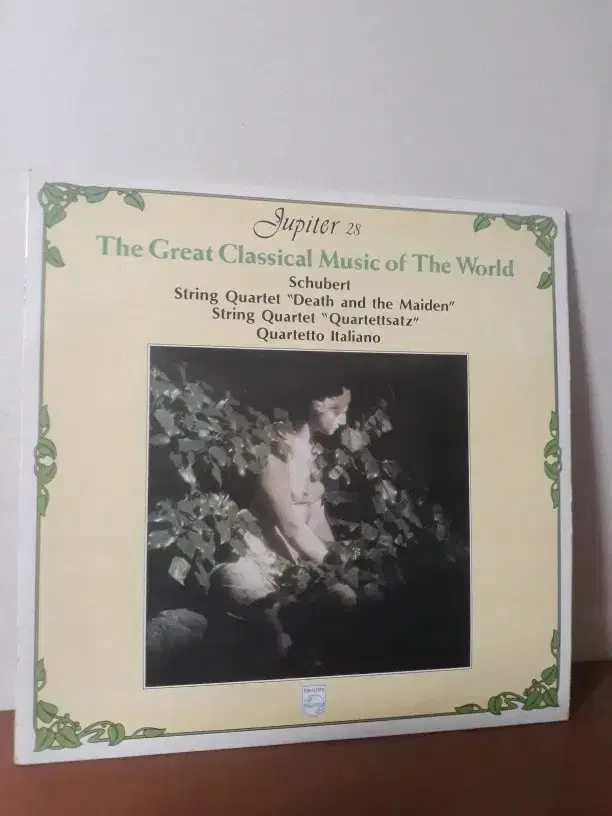 Jupiter 28
The Great Classical Music of The World
Schubert
String Quartet "Death and the Maiden"
String Quartet "Quartettsatz"
Quartetto Italiano
PHILIPS